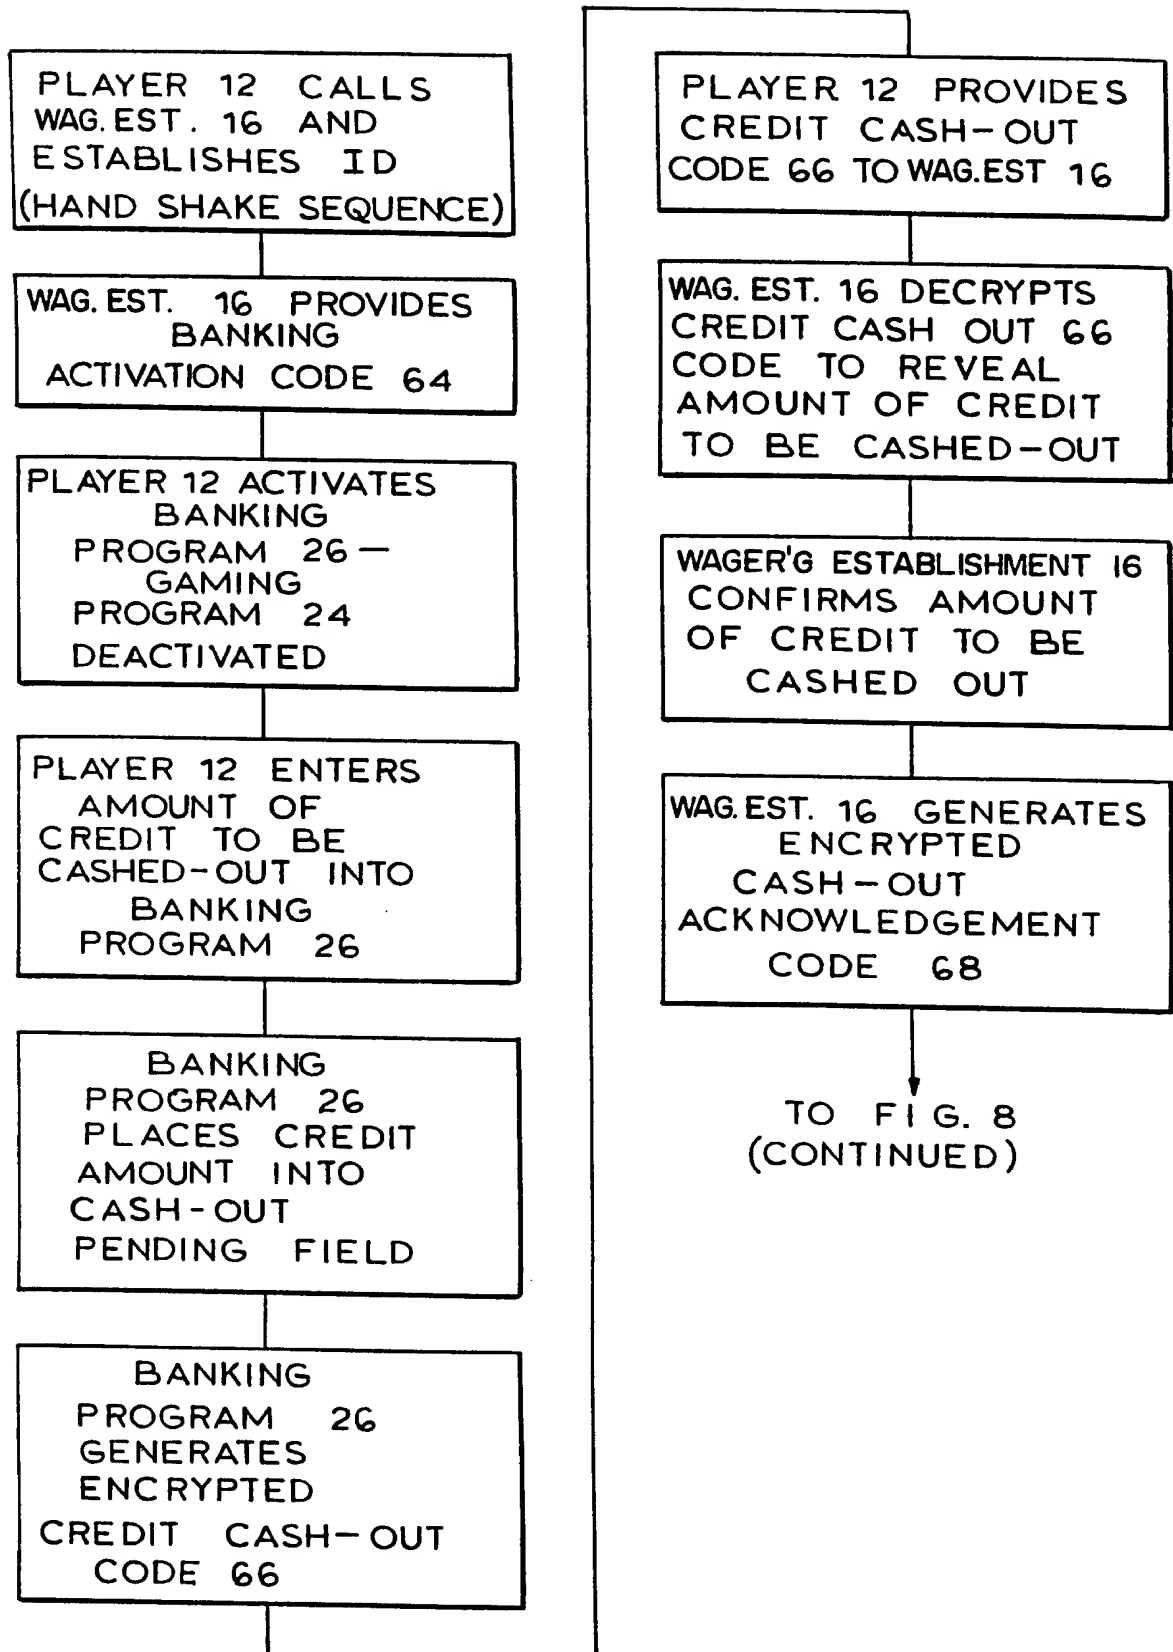 PLAYER 12 CALLS
WAG. EST. 16 AND
ESTABLISHES ID
(HAND SHAKE SEQUENCE)
WAG. EST. 16 PROVIDES
BANKING
ACTIVATION CODE 64
PLAYER 12 ACTIVATES
BANKING
PROGRAM 26 —
GAMING
PROGRAM 24
DEACTIVATED
PLAYER 12 ENTERS
AMOUNT OF
CREDIT TO BE
CASHED-OUT INTO
BANKING
PROGRAM 26
BANKING
PROGRAM 26
PLACES CREDIT
AMOUNT INTO
CASH-OUT
PENDING FIELD
BANKING
PROGRAM 26
GENERATES
ENCRYPTED
CREDIT CASH-OUT
CODE 66
PLAYER 12 PROVIDES
CREDIT CASH-OUT
CODE 66 TO WAG.EST 16
WAG. EST. 16 DECRYPTS
CREDIT CASH OUT 66
CODE TO REVEAL
AMOUNT OF CREDIT
TO BE CASHED-OUT
WAGER'G ESTABLISHMENT 16
CONFIRMS AMOUNT
OF CREDIT TO BE
CASHED OUT
WAG. EST. 16 GENERATES
ENCRYPTED
CASH-OUT
ACKNOWLEDGEMENT
CODE 68
TO FIG. 8
(CONTINUED)